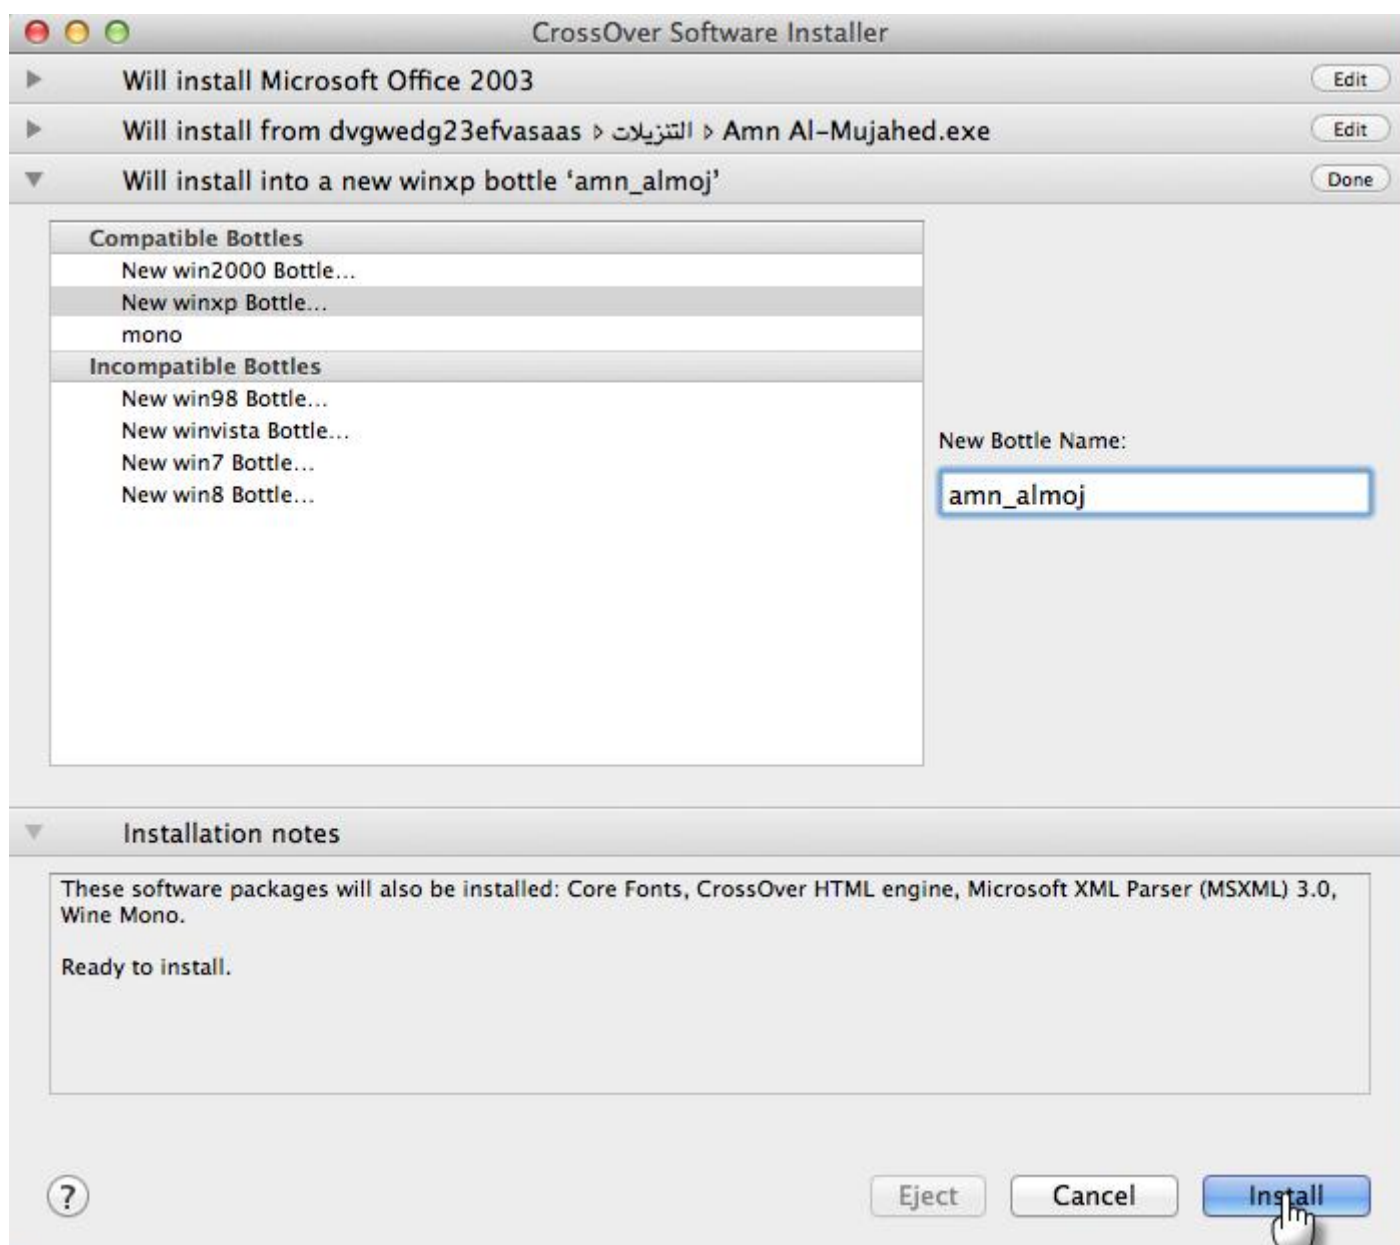 CrossOver Software Installer
Will install Microsoft Office 2003
Edit
Will install from dvgwedg23efvasaas ▹ التنزيلات ▹ Amn Al-Mujahed.exe
Edit
Will install into a new winxp bottle ‘amn_almoj’
Done
Compatible Bottles
New win2000 Bottle...
New winxp Bottle...
mono
Incompatible Bottles
New win98 Bottle...
New winvista Bottle...
New win7 Bottle...
New win8 Bottle...
New Bottle Name:
amn_almoj
Installation notes
These software packages will also be installed: Core Fonts, CrossOver HTML engine, Microsoft XML Parser (MSXML) 3.0,
Wine Mono.
Ready to install.
?
Eject
Cancel
Install